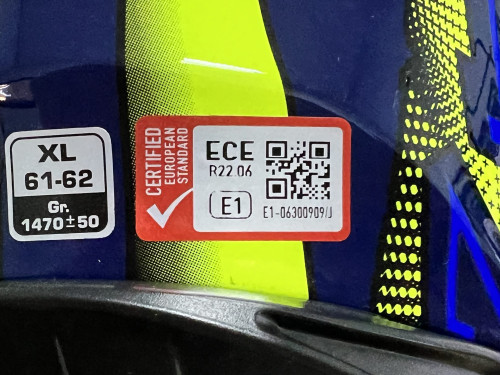 XL
61-62
Gr.
1470±50
CERTIFIED
EUROPEAN
STANDARD
ECE
R22.06
E1
E1-06300909/J